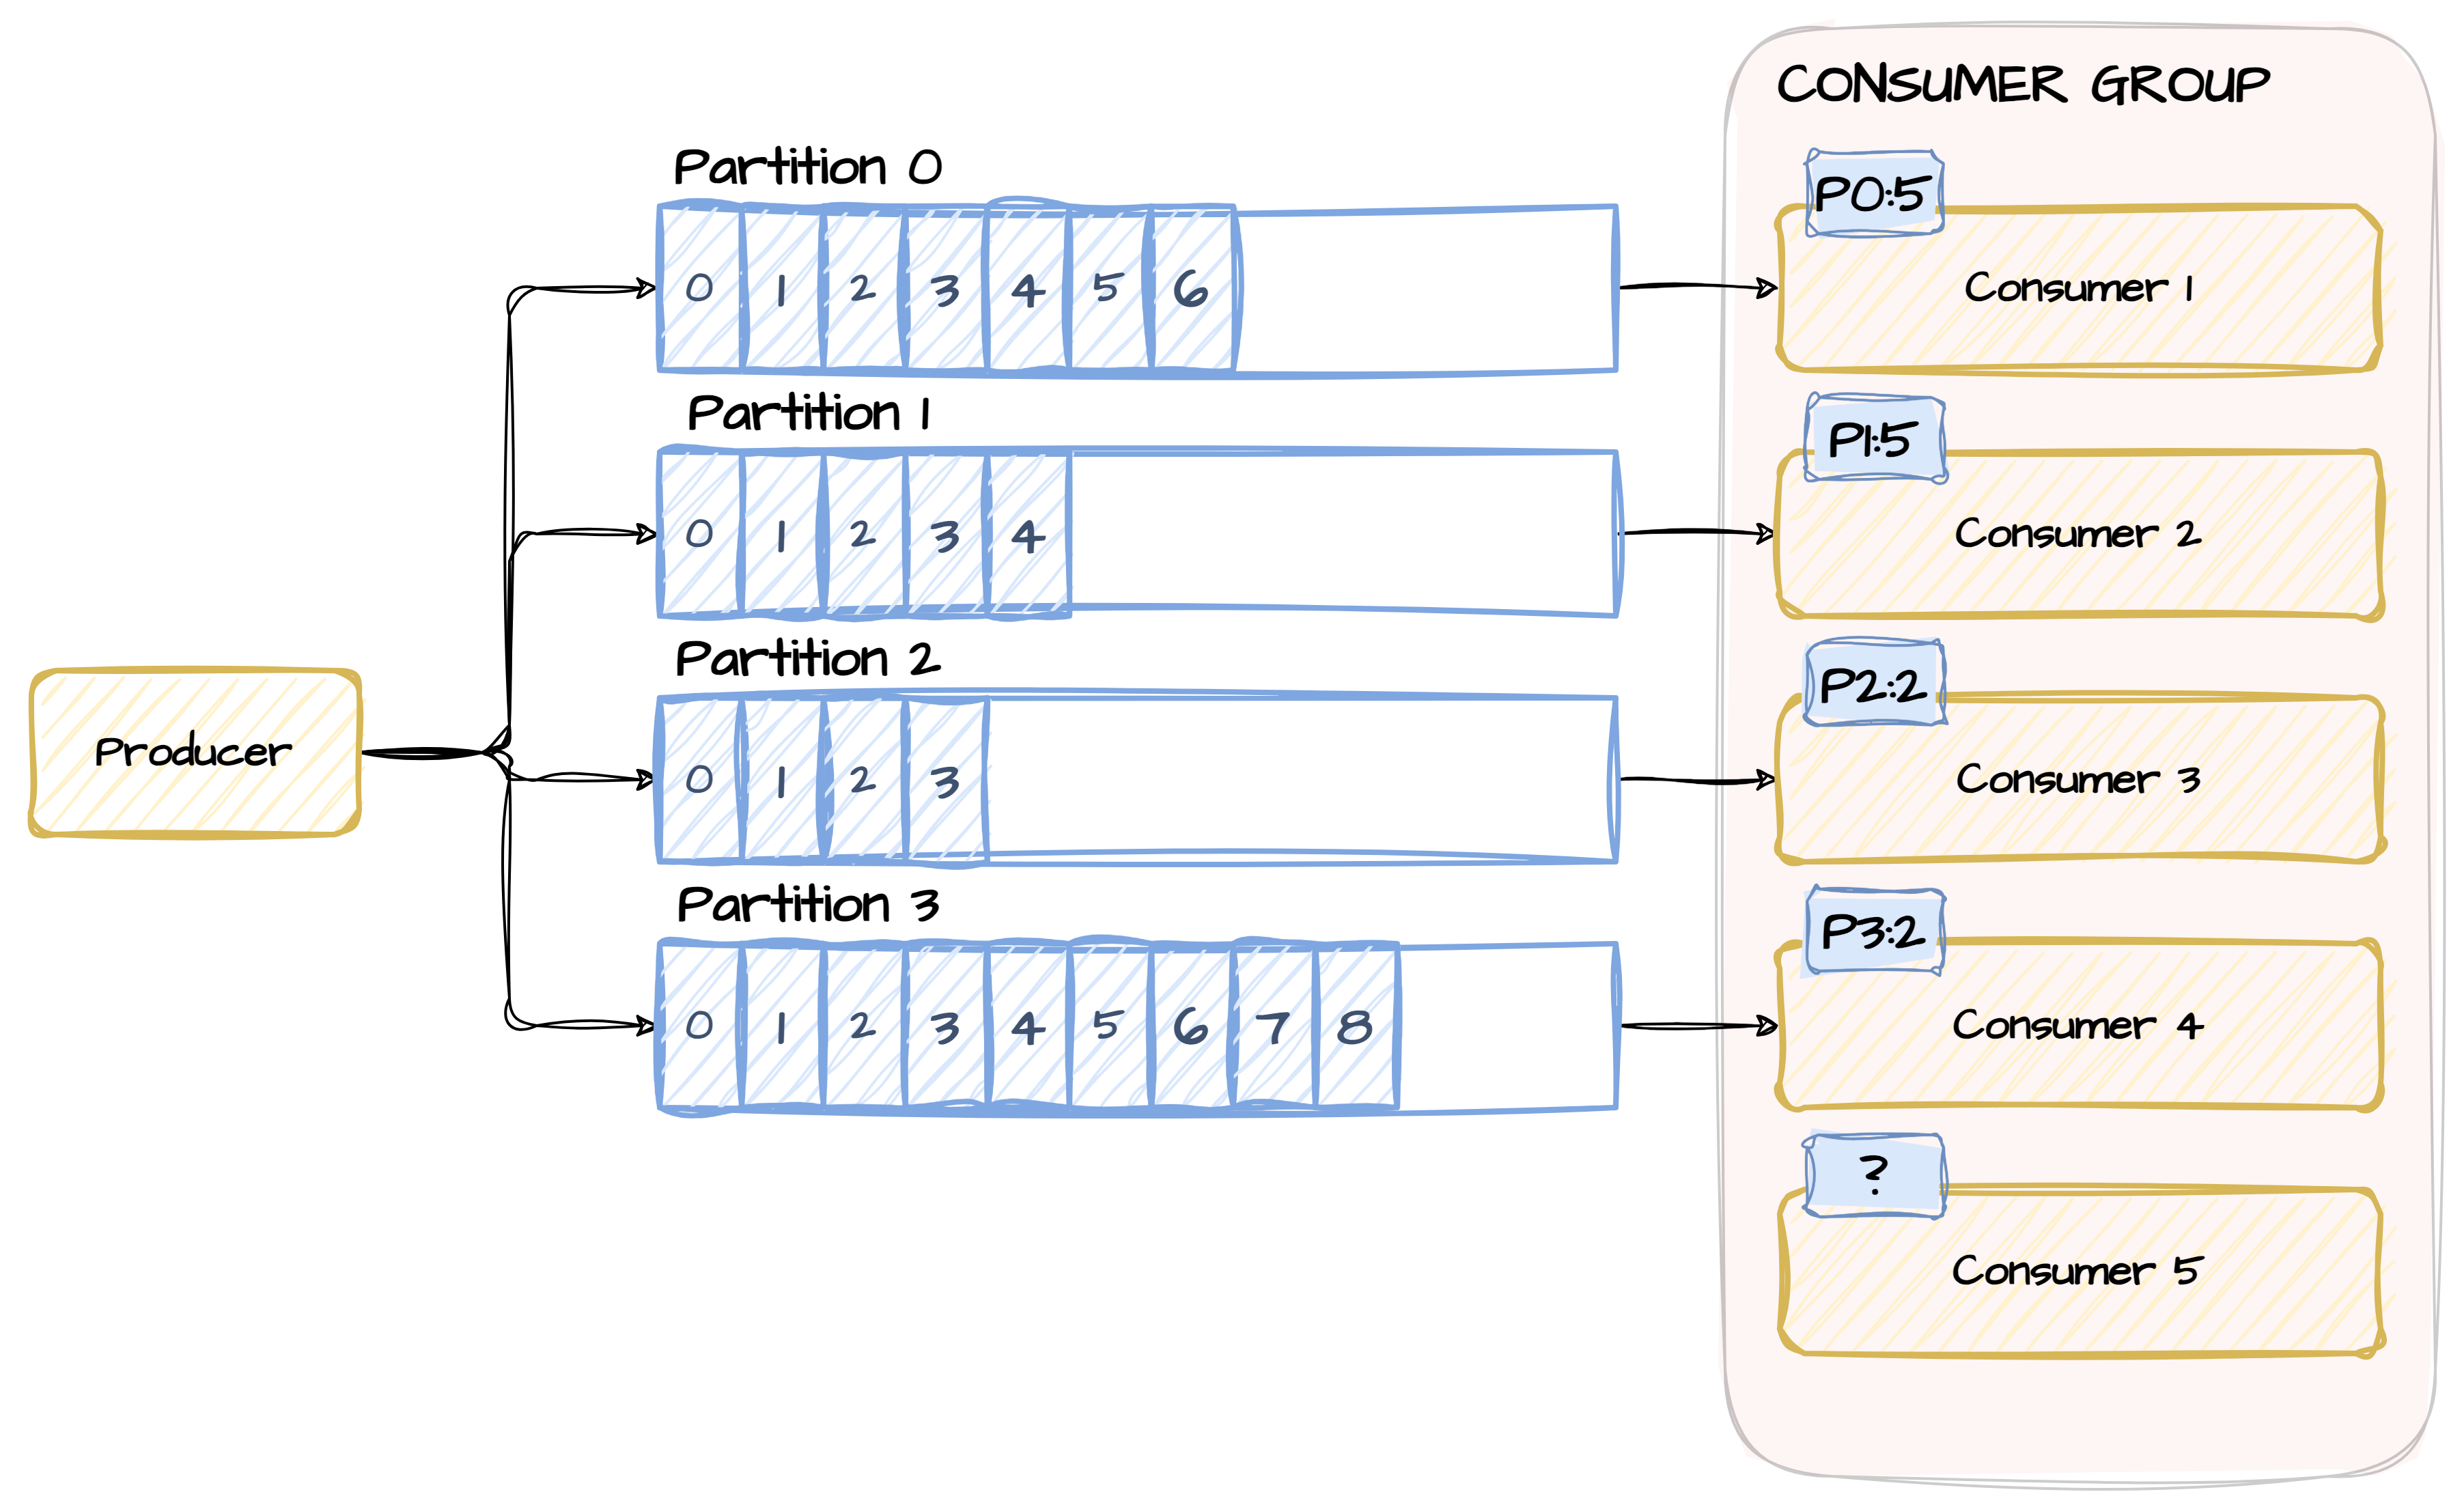 CONSUMER GROUP
Partition 0
P0:5
0 1 2 3 4 5 6
Consumer 1
Partition 1
P1:5
0 1 2 3 4
Consumer 2
Partition 2
P2:2
Producer
0 1 2 3
Consumer 3
Partition 3
P3:2
0 1 2 3 4 5 6 7 8
Consumer 4
?
Consumer 5